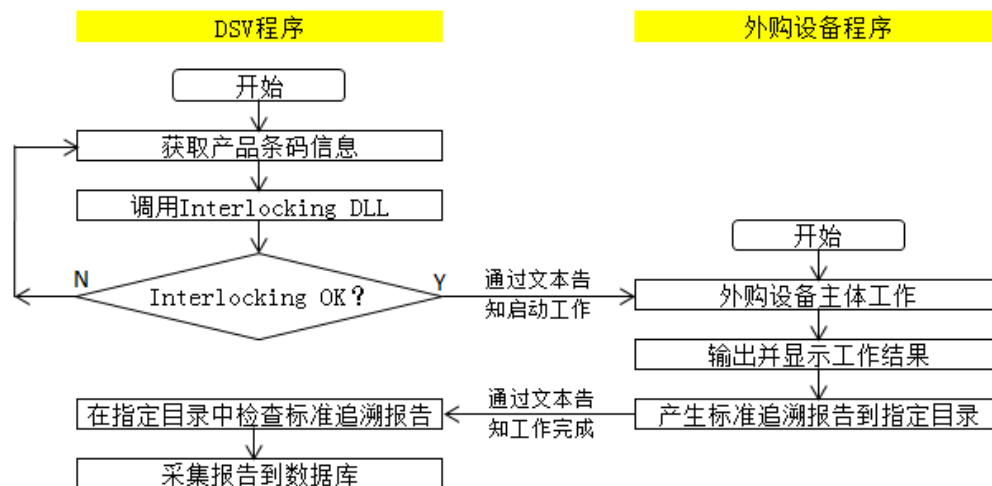 DSV程序
外购设备程序
开始
获取产品条码信息
调用Interlocking DLL
开始
N
Interlocking OK？
Y
通过文本告
知启动工作
外购设备主体工作
输出并显示工作结果
在指定目录中检查标准追溯报告
通过文本告
知工作完成
产生标准追溯报告到指定目录
采集报告到数据库